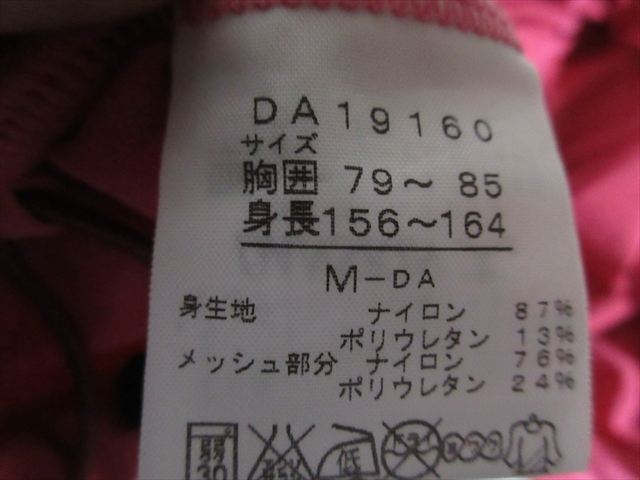 DA19160
サイズ
胸囲 79～ 85
身長156～164
M-DA
身生地 ナイロン 87%
ポリウレタン 13%
メッシュ部分 ナイロン 76%
ポリウレタン 24%
30 低